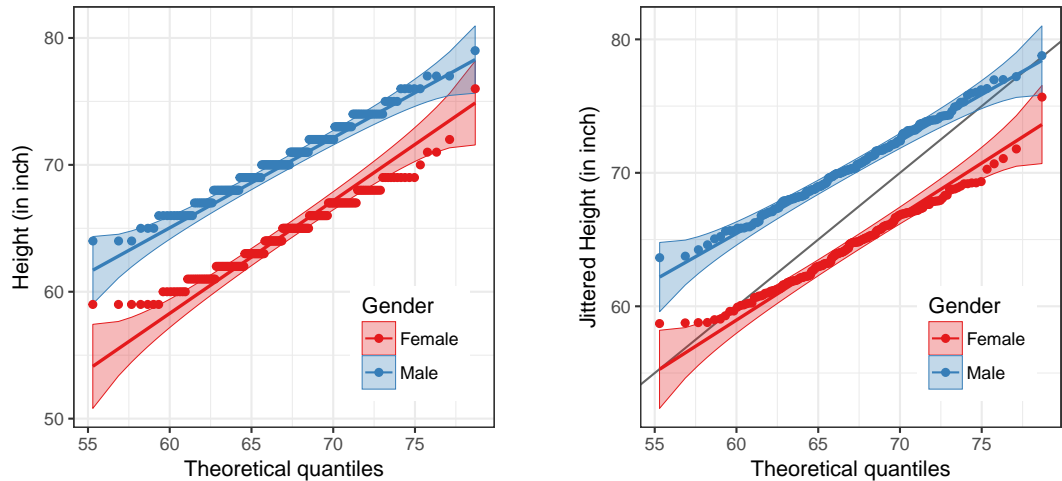 80
70
60
50
Height (in inch)
55
60
65
70
75
Theoretical quantiles
Gender
Female
Male
80
70
60
Jittered Height (in inch)
55
60
65
70
75
Theoretical quantiles
Gender
Female
Male